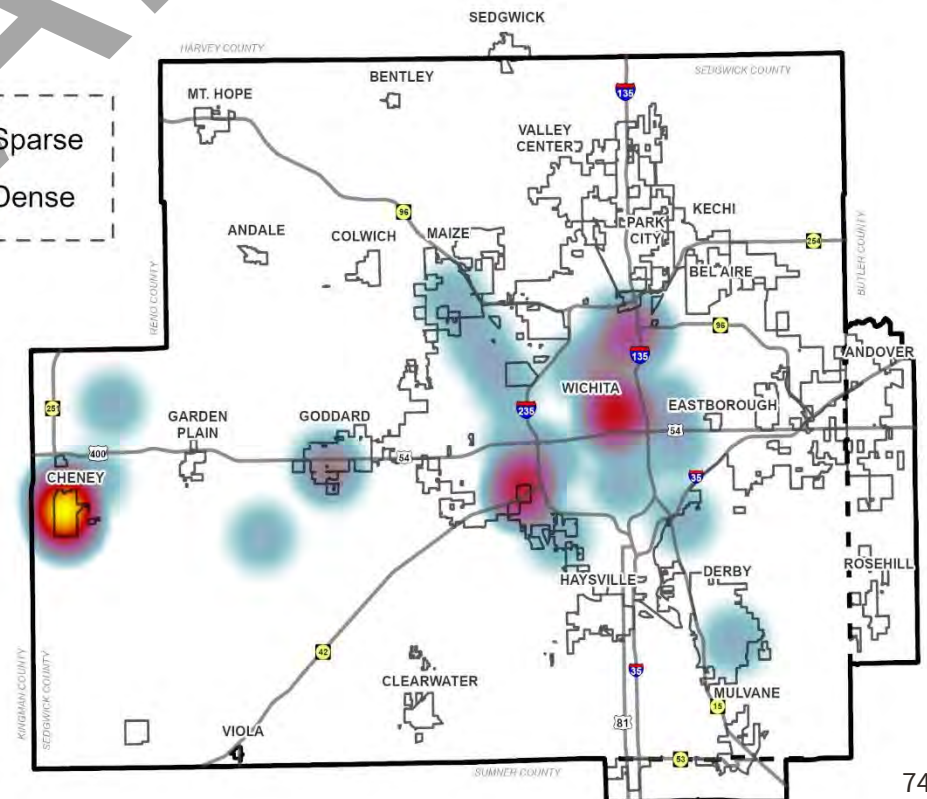 SEDGWICK
HARVEY COUNTY
SEDGWICK COUNTY
BENTLEY
MT. HOPE
135
VALLEY
CENTER
Sparse
Dense
96
KECHI
PARK
CITY
ANDALE
COLWICH
MAIZE
254
BEL AIRE
BUTLER COUNTY
RENO COUNTY
96
135
ANDOVER
WICHITA
251
235
EASTBOROUGH
GARDEN
PLAIN
GODDARD
54
400
54
CHENEY
35
ROSEHILL
HAYSVILLE
DERBY
42
35
CLEARWATER
KINGMAN COUNTY
SEDGWICK COUNTY
MULVANE
15
81
VIOLA
53
SUMNER COUNTY
74